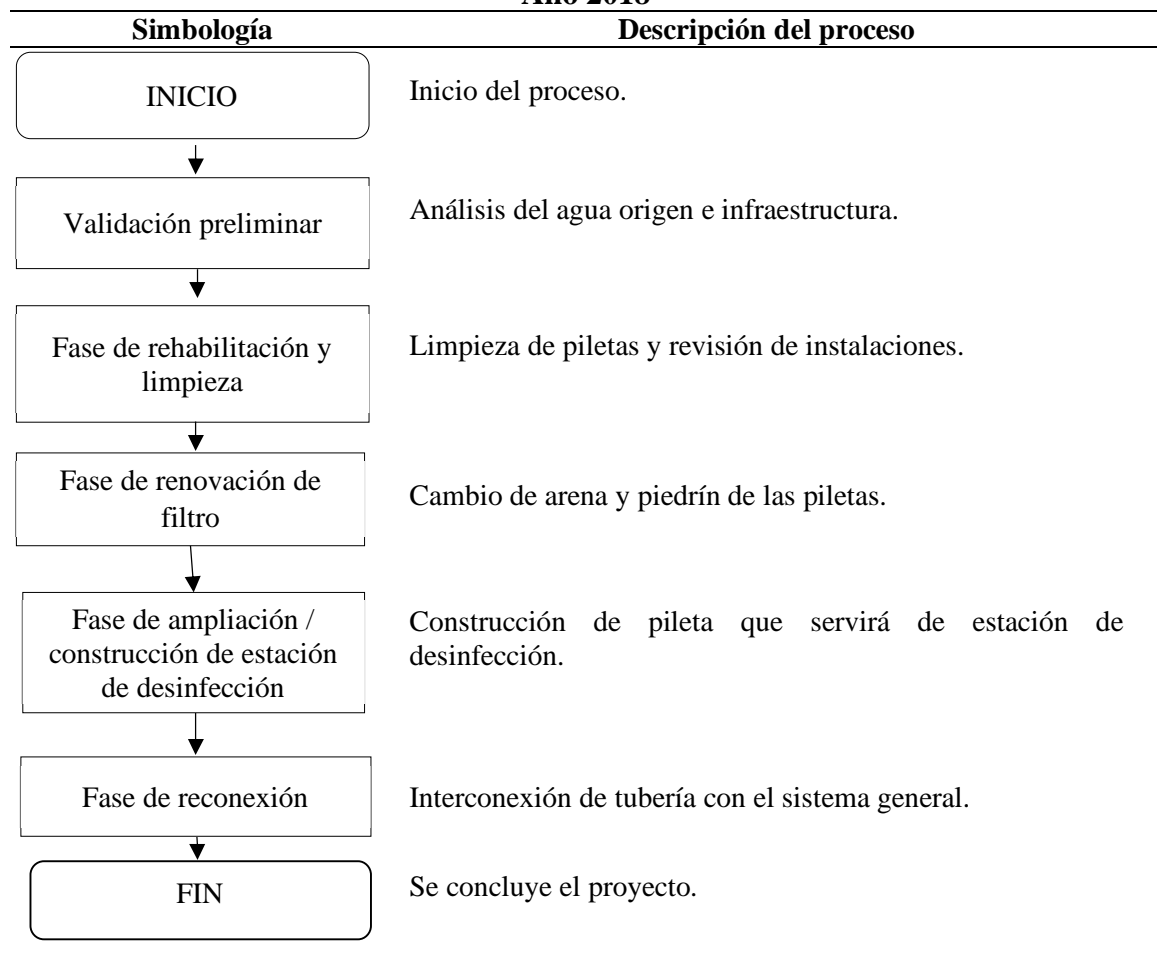 Año 2018
Simbología Descripción del proceso
INICIO
Inicio del proceso.
Validación preliminar
Análisis del agua origen e infraestructura.
Fase de rehabilitación y
limpieza
Limpieza de piletas y revisión de instalaciones.
Fase de renovación de
filtro
Cambio de arena y piedrín de las piletas.
Fase de ampliación /
construcción de estación
de desinfección
Construcción de pileta que servirá de estación de
desinfección.
Fase de reconexión
Interconexión de tubería con el sistema general.
FIN
Se concluye el proyecto.